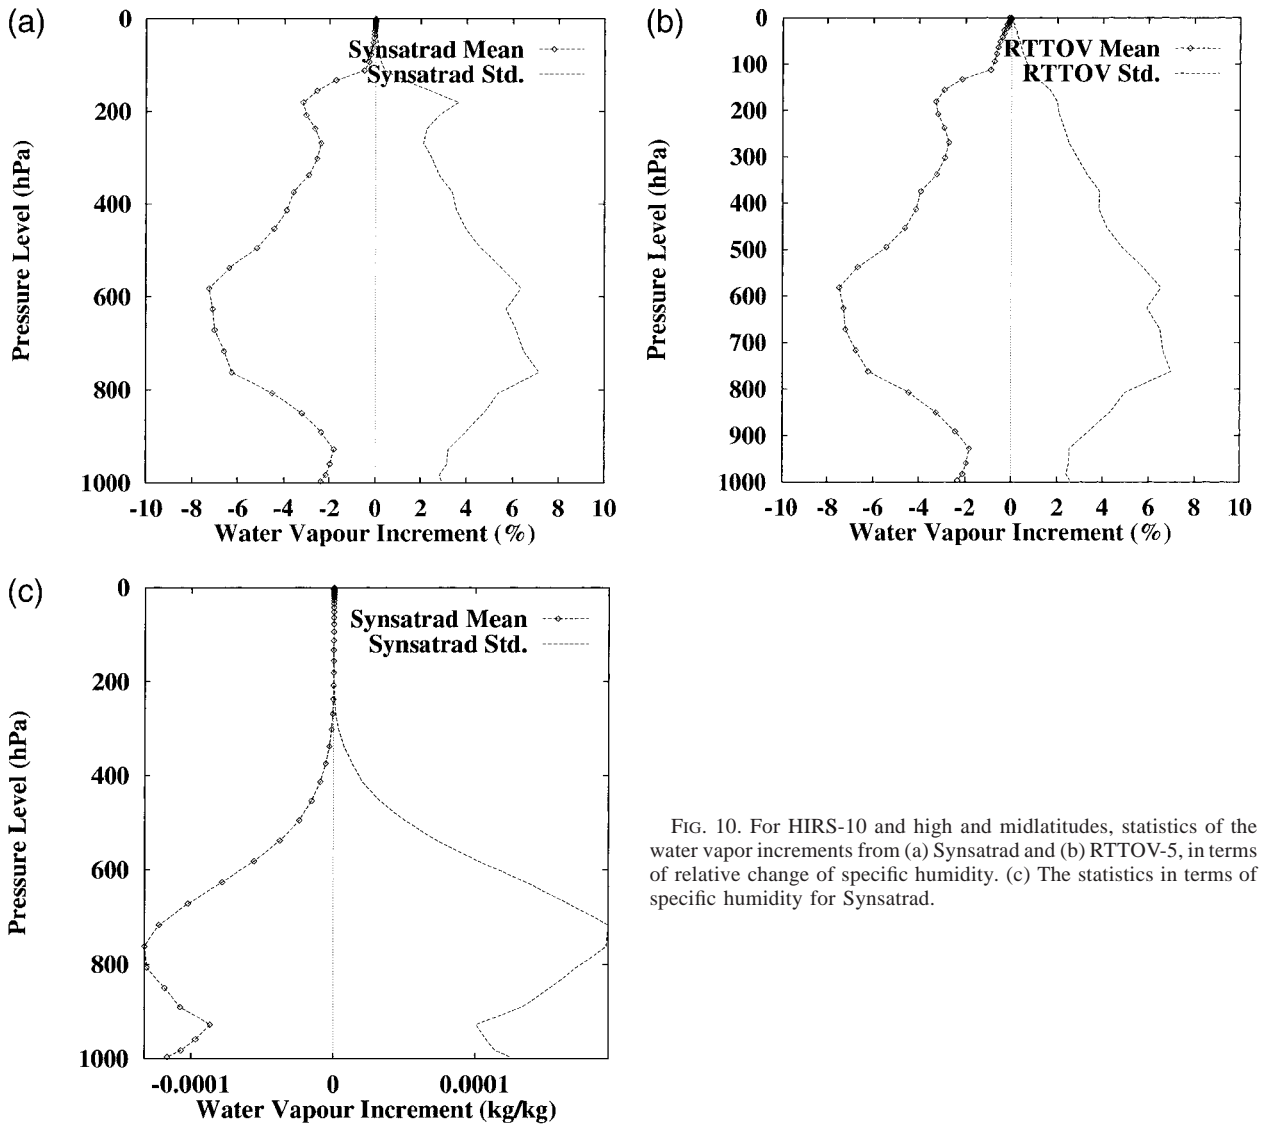 (a)
0
200
400
600
800
1000
Pressure Level (hPa)
Synsatrad Mean
Synsatrad Std.
-10 -8 -6 -4 -2 0 2 4 6 8 10
Water Vapour Increment (%)
(b)
0
100
200
300
400
500
600
700
800
900
1000
Pressure Level (hPa)
RTTOV Mean
RTTOV Std.
-10 -8 -6 -4 -2 0 2 4 6 8 10
Water Vapour Increment (%)
(c)
0
200
400
600
800
1000
Pressure Level (hPa)
Synsatrad Mean
Synsatrad Std.
-0.0001 0 0.0001
Water Vapour Increment (kg/kg)
FIG. 10. For HIRS-10 and high and midlatitudes, statistics of the
water vapor increments from (a) Synsatrad and (b) RTTOV-5, in terms
of relative change of specific humidity. (c) The statistics in terms of
specific humidity for Synsatrad.